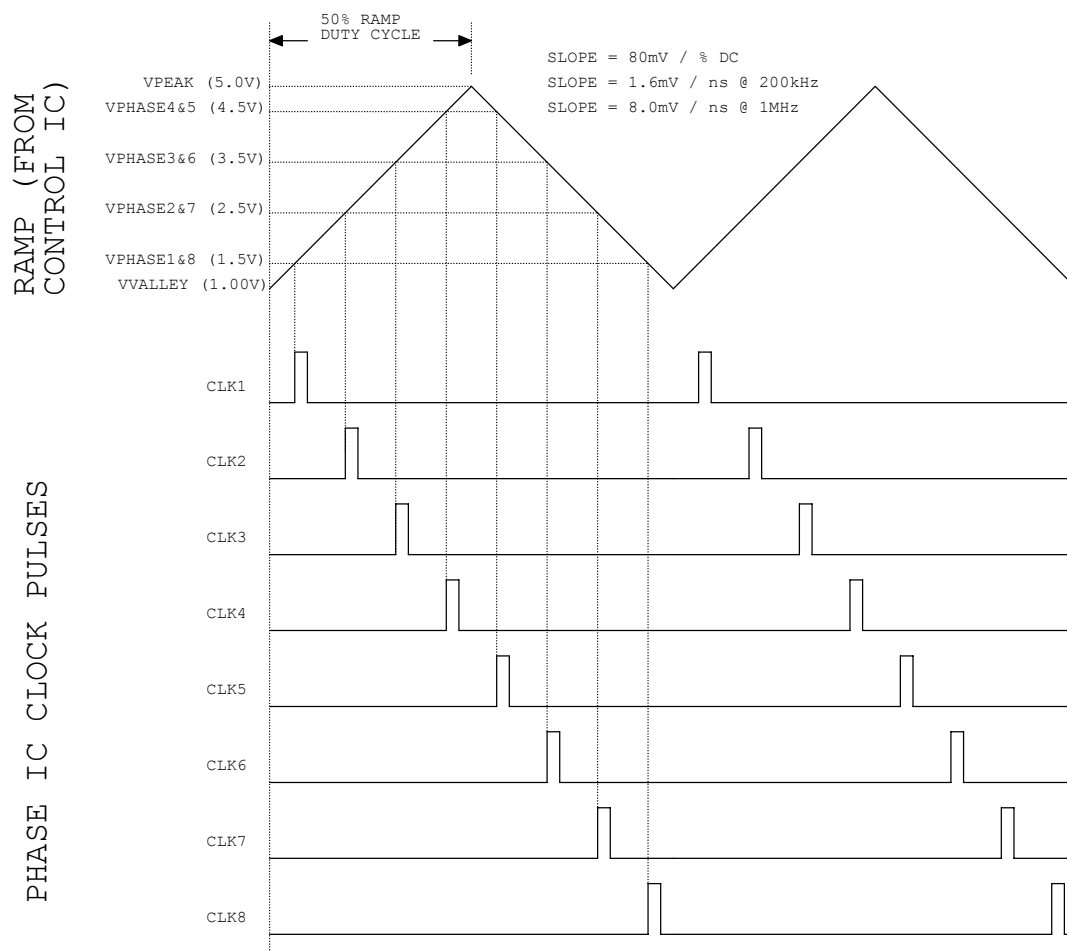 50% RAMP
DUTY CYCLE
SLOPE = 80mV / % DC
SLOPE = 1.6mV / ns @ 200kHz
SLOPE = 8.0mV / ns @ 1MHz
RAMP (FROM
CONTROL IC)
VPEAK (5.0V)
VPHASE4&5 (4.5V)
VPHASE3&6 (3.5V)
VPHASE2&7 (2.5V)
VPHASE1&8 (1.5V)
VVALLEY (1.00V)
PHASE IC CLOCK PULSES
CLK1
CLK2
CLK3
CLK4
CLK5
CLK6
CLK7
CLK8